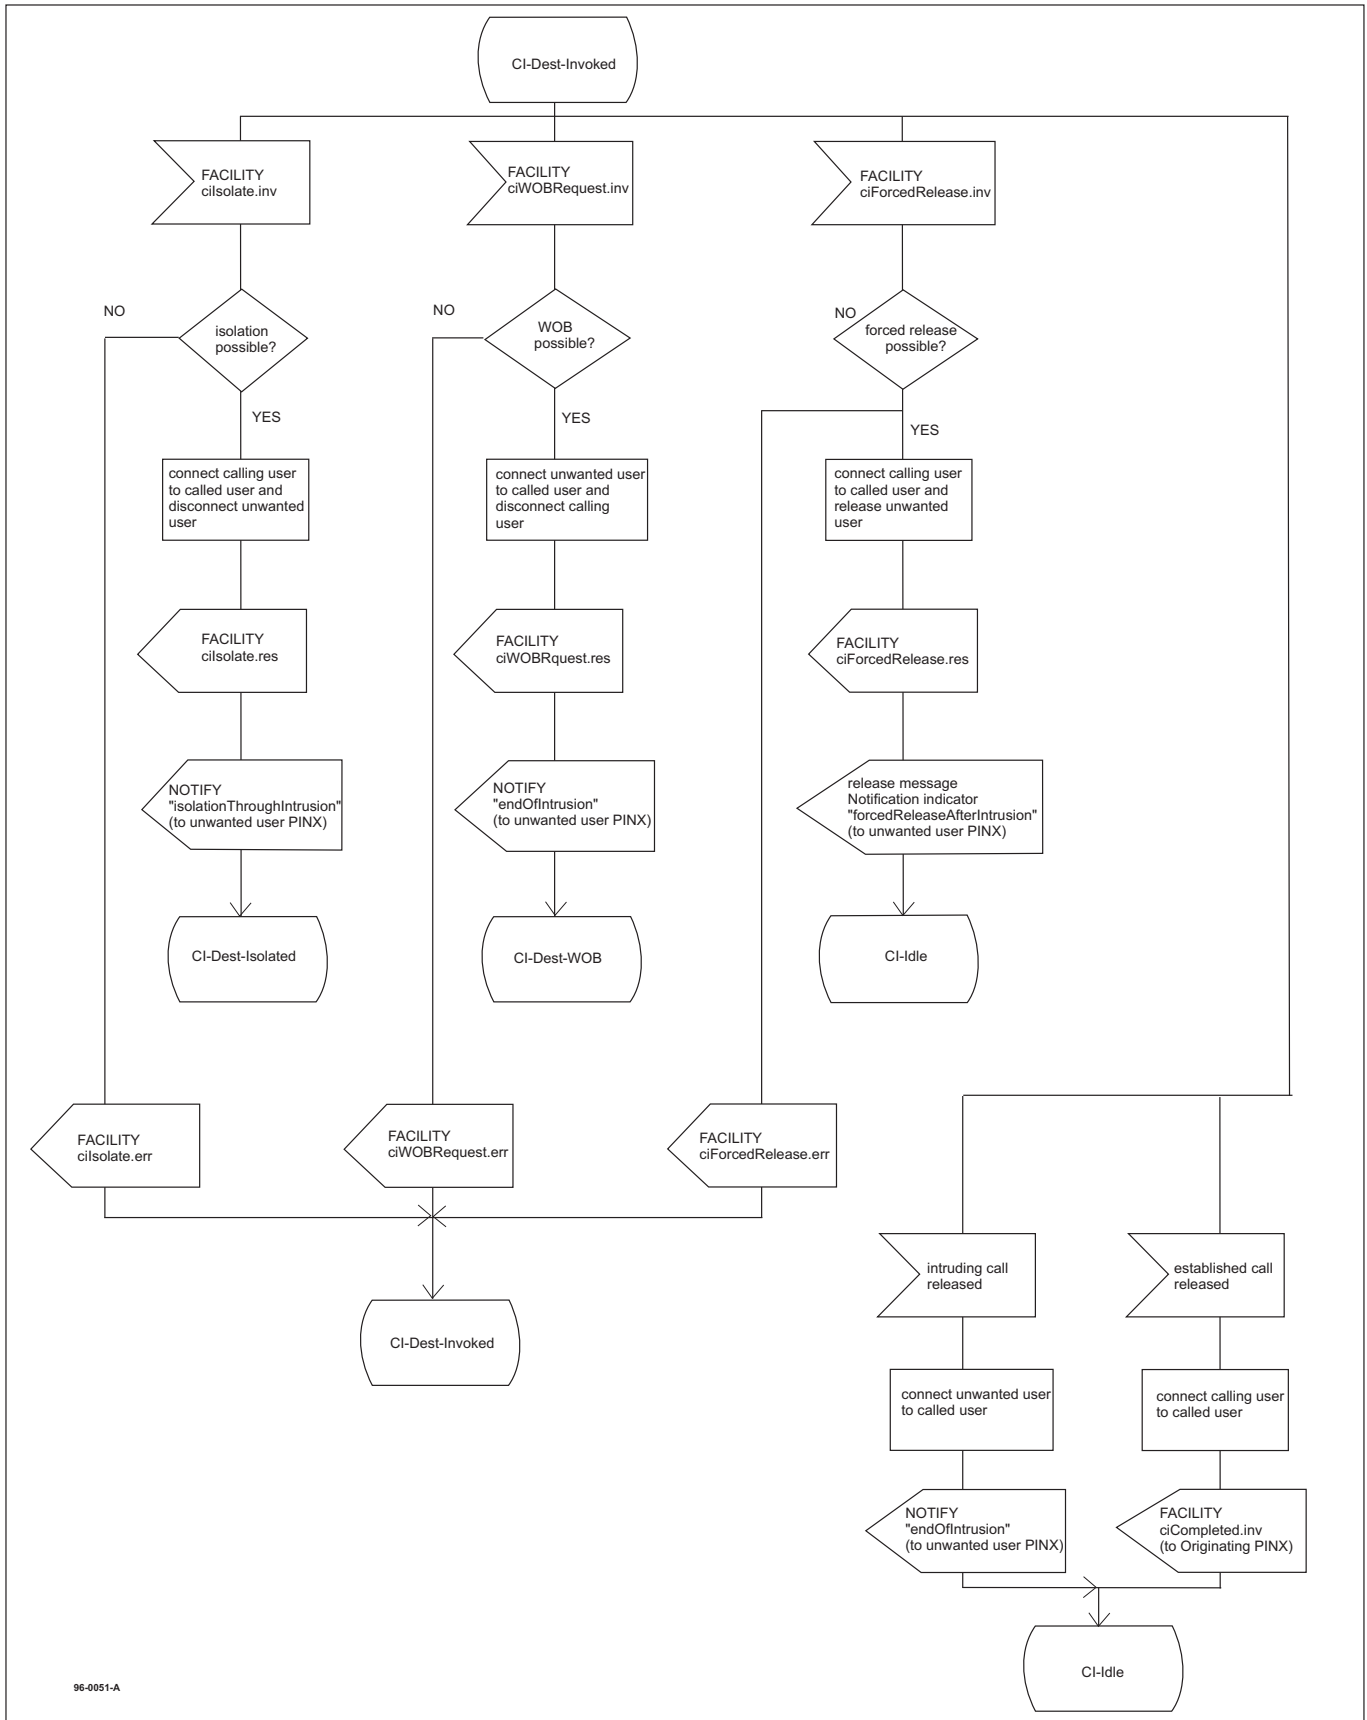 CI-Dest-Invoked
FACILITY
ciIsolate.inv
FACILITY
ciWOBRequest.inv
FACILITY
ciForcedRelease.inv
NO
isolation
possible?
YES
NO
WOB
possible?
YES
NO
forced release
possible?
YES
connect calling user
to called user and
disconnect unwanted
user
connect unwanted user
to called user and
disconnect calling
user
connect calling user
to called user and
release unwanted
user
FACILITY
ciIsolate.res
FACILITY
ciWOBRquest.res
FACILITY
ciForcedRelease.res
NOTIFY
"isolationThroughIntrusion"
(to unwanted user PINX)
NOTIFY
"endOfIntrusion"
(to unwanted user PINX)
release message
Notification indicator
"forcedReleaseAfterIntrusion"
(to unwanted user PINX)
CI-Dest-Isolated
CI-Dest-WOB
CI-Idle
FACILITY
ciIsolate.err
FACILITY
ciWOBRequest.err
FACILITY
ciForcedRelease.err
CI-Dest-Invoked
intruding call
released
established call
released
connect unwanted user
to called user
connect calling user
to called user
NOTIFY
"endOfIntrusion"
(to unwanted user PINX)
FACILITY
ciCompleted.inv
(to Originating PINX)
CI-Idle
96-0051-A